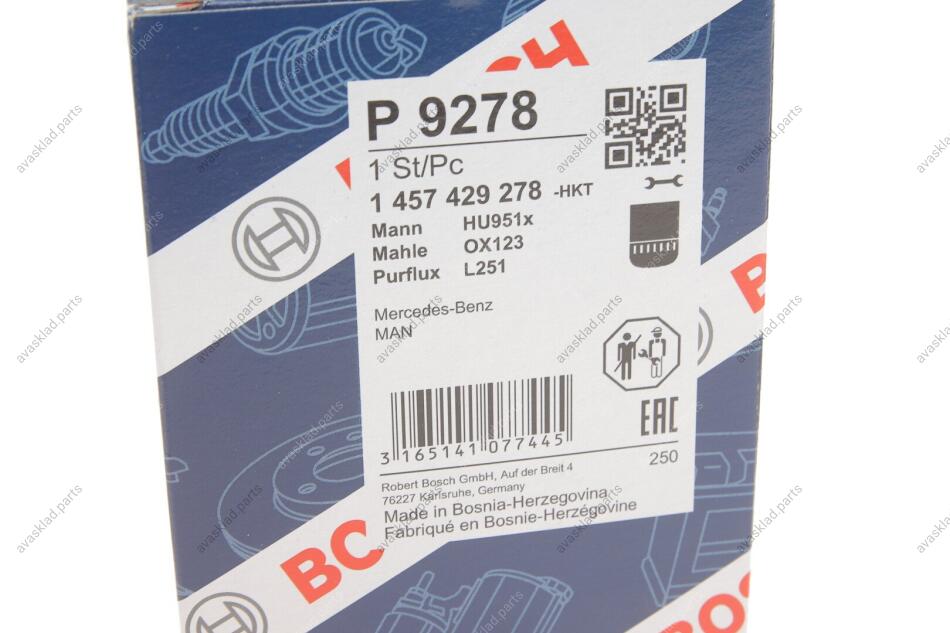 BOSCH
P 9278
1 St/Pc
1 457 429 278 -HKT
Mann HU951x
Mahle OX123
Purflux L251
Mercedes-Benz
MAN
EAC
3 165141 077445
250
Robert Bosch GmbH, Auf der Breit 4
76227 Karlsruhe, Germany
Made in Bosnia-Herzegovina
Fabriqué en Bosnie-Herzégovine
BO
BOS
avasklad.parts